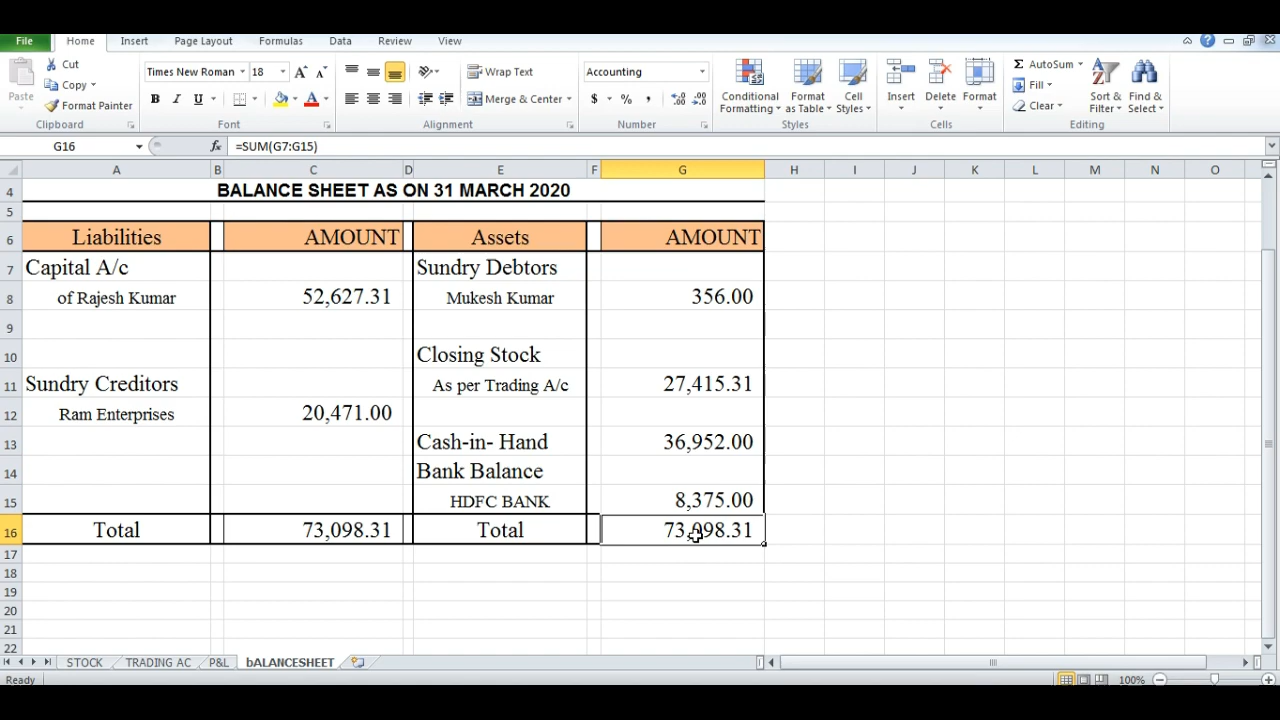 File Home Insert Page Layout Formulas Data Review View
Cut
Copy
Format Painter
Paste
Clipboard
Times New Roman 18 A A
B I U A
Font
Wrap Text
Merge & Center
Alignment
Accounting
$ % ,
Number
Conditional Formatting
Format as Table
Cell Styles
Styles
Insert Delete Format
Cells
Σ AutoSum
Fill
Clear
Sort & Filter
Find & Select
Editing
G16 fx =SUM(G7:G15)
A B C D E F G H I J K L M N O
4 BALANCE SHEET AS ON 31 MARCH 2020
5
6 Liabilities AMOUNT Assets AMOUNT
7 Capital A/c Sundry Debtors
8 of Rajesh Kumar 52,627.31 Mukesh Kumar 356.00
9
10 Closing Stock
11 Sundry Creditors As per Trading A/c 27,415.31
12 Ram Enterprises 20,471.00
13 Cash-in- Hand 36,952.00
14 Bank Balance
15 HDFC BANK 8,375.00
16 Total 73,098.31 Total 73,098.31
17
18
19
20
21
22
STOCK TRADING AC P&L bALANCESHEET
Ready 100%